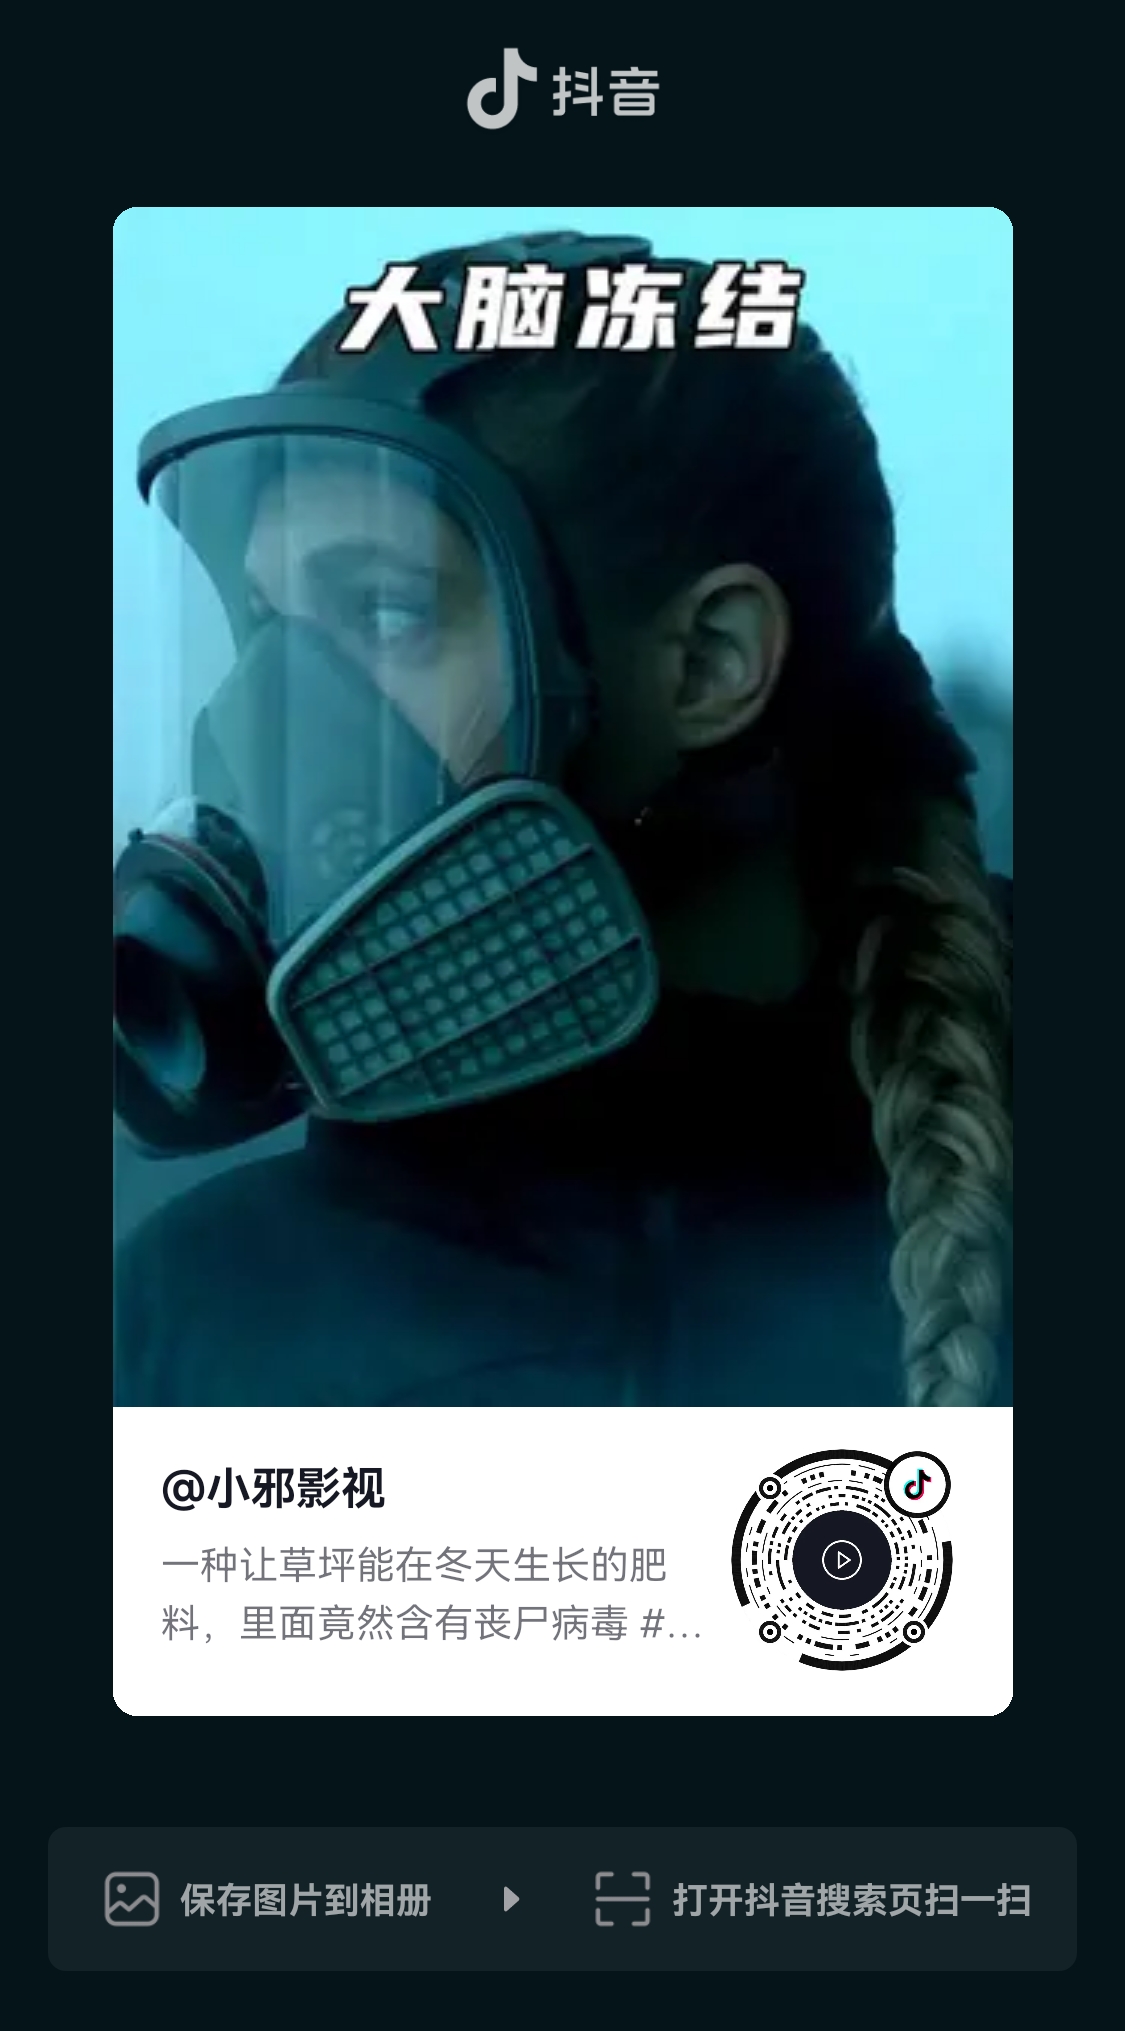 抖音
大脑冻结
@小邪影视
一种让草坪能在冬天生长的肥
料，里面竟然含有丧尸病毒 #...
保存图片到相册
打开抖音搜索页扫一扫